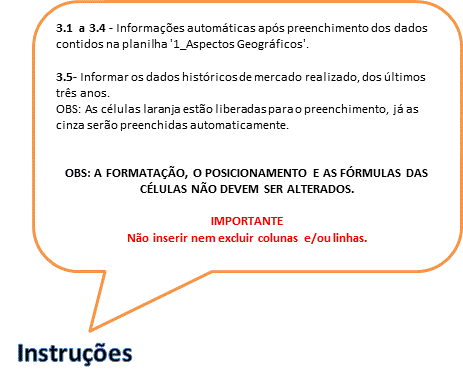 3.1 a 3.4 - Informações automáticas após preenchimento dos dados
contidos na planilha '1_Aspectos Geográficos'.
3.5- Informar os dados históricos de mercado realizado, dos últimos
três anos.
OBS: As células laranja estão liberadas para o preenchimento, já as
cinza serão preenchidas automaticamente.
OBS: A FORMATAÇÃO, O POSICIONAMENTO E AS FÓRMULAS DAS
CÉLULAS NÃO DEVEM SER ALTERADOS.
IMPORTANTE
Não inserir nem excluir colunas e/ou linhas.
Instruções